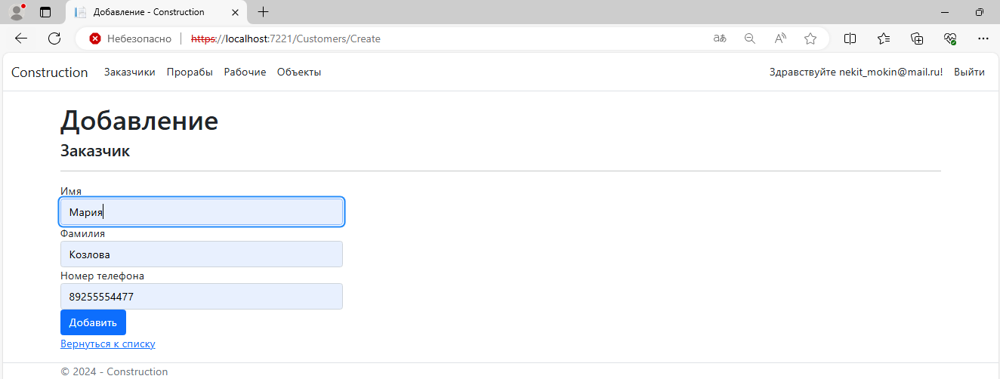 Добавление - Construction
Небезопасно https://localhost:7221/Customers/Create
Construction Заказчики Прорабы Рабочие Объекты Здравствуйте nekit_mokin@mail.ru! Выйти
Добавление
Заказчик
Имя
Мария
Фамилия
Козлова
Номер телефона
89255554477
Добавить
Вернуться к списку
© 2024 - Construction